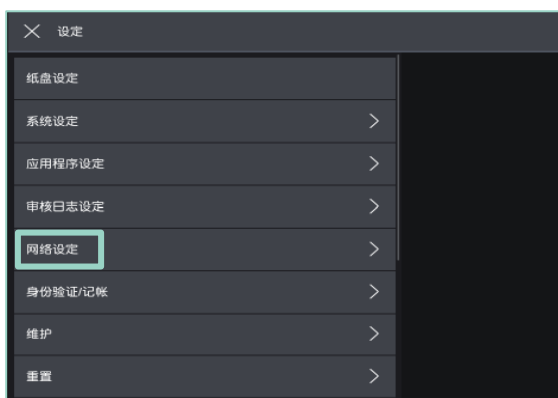 设定
纸盘设定
系统设定
应用程序设定
审核日志设定
网络设定
身份验证/记帐
维护
重置